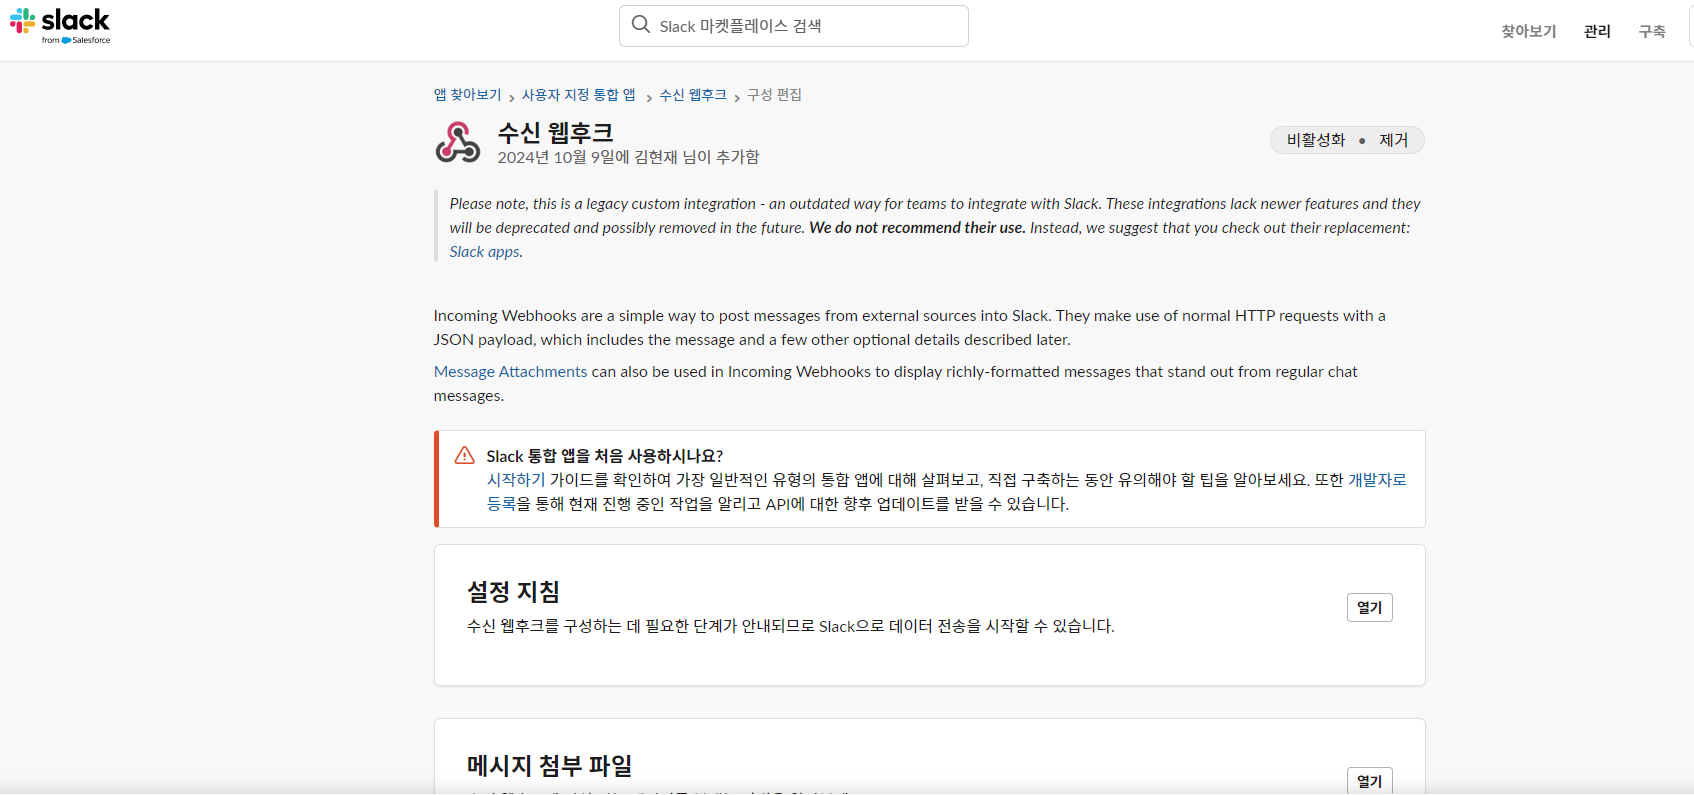 slack
from Salesforce
Slack 마켓플레이스 검색
찾아보기 관리 구축
앱 찾아보기 › 사용자 지정 통합 앱 › 수신 웹후크 › 구성 편집
수신 웹후크
2024년 10월 9일에 김현재 님이 추가함
비활성화 • 제거
Please note, this is a legacy custom integration - an outdated way for teams to integrate with Slack. These integrations lack newer features and they
will be deprecated and possibly removed in the future. We do not recommend their use. Instead, we suggest that you check out their replacement:
Slack apps.
Incoming Webhooks are a simple way to post messages from external sources into Slack. They make use of normal HTTP requests with a
JSON payload, which includes the message and a few other optional details described later.
Message Attachments can also be used in Incoming Webhooks to display richly-formatted messages that stand out from regular chat
messages.
Slack 통합 앱을 처음 사용하시나요?
시작하기 가이드를 확인하여 가장 일반적인 유형의 통합 앱에 대해 살펴보고, 직접 구축하는 동안 유의해야 할 팁을 알아보세요. 또한 개발자로
등록을 통해 현재 진행 중인 작업을 알리고 API에 대한 향후 업데이트를 받을 수 있습니다.
설정 지침
열기
수신 웹후크를 구성하는 데 필요한 단계가 안내되므로 Slack으로 데이터 전송을 시작할 수 있습니다.
메시지 첨부 파일
열기